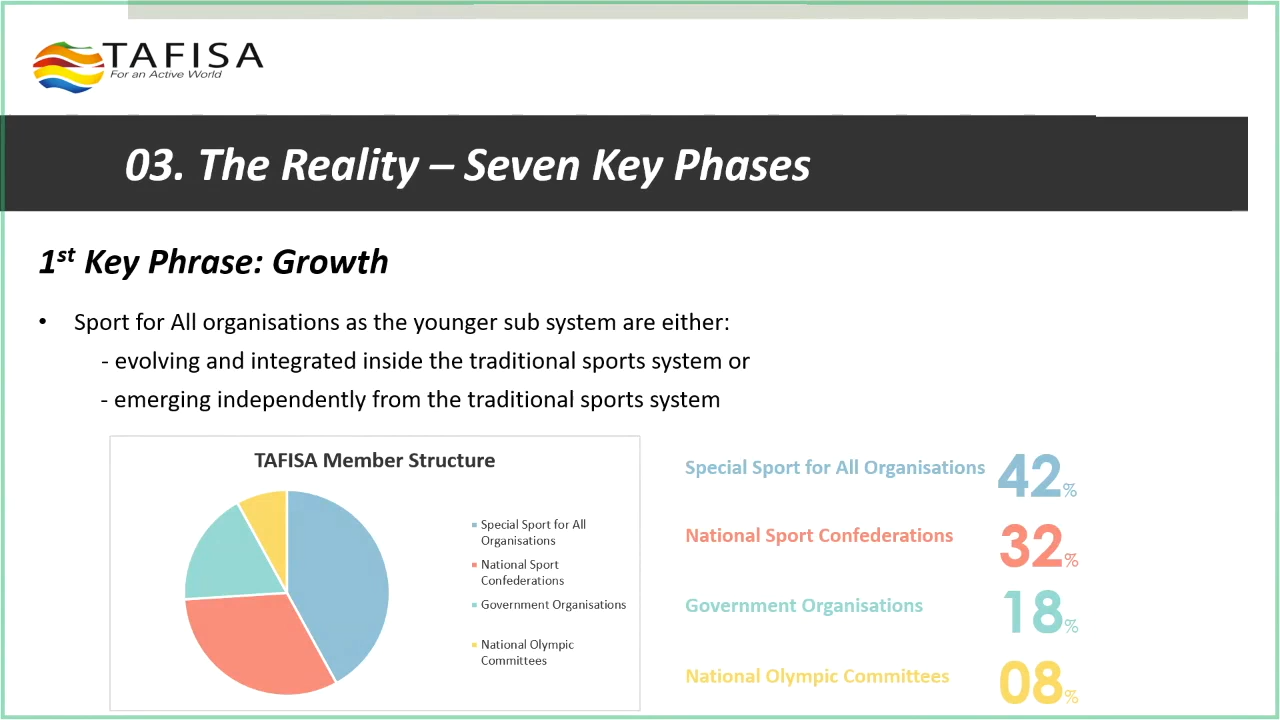 TAFISA
For an Active World
03. The Reality – Seven Key Phases
1st Key Phrase: Growth
• Sport for All organisations as the younger sub system are either:
- evolving and integrated inside the traditional sports system or
- emerging independently from the traditional sports system
TAFISA Member Structure
Special Sport for All
Organisations
National Sport
Confederations
Government Organisations
National Olympic
Committees
Special Sport for All Organisations 42%
National Sport Confederations 32%
Government Organisations 18%
National Olympic Committees 08%